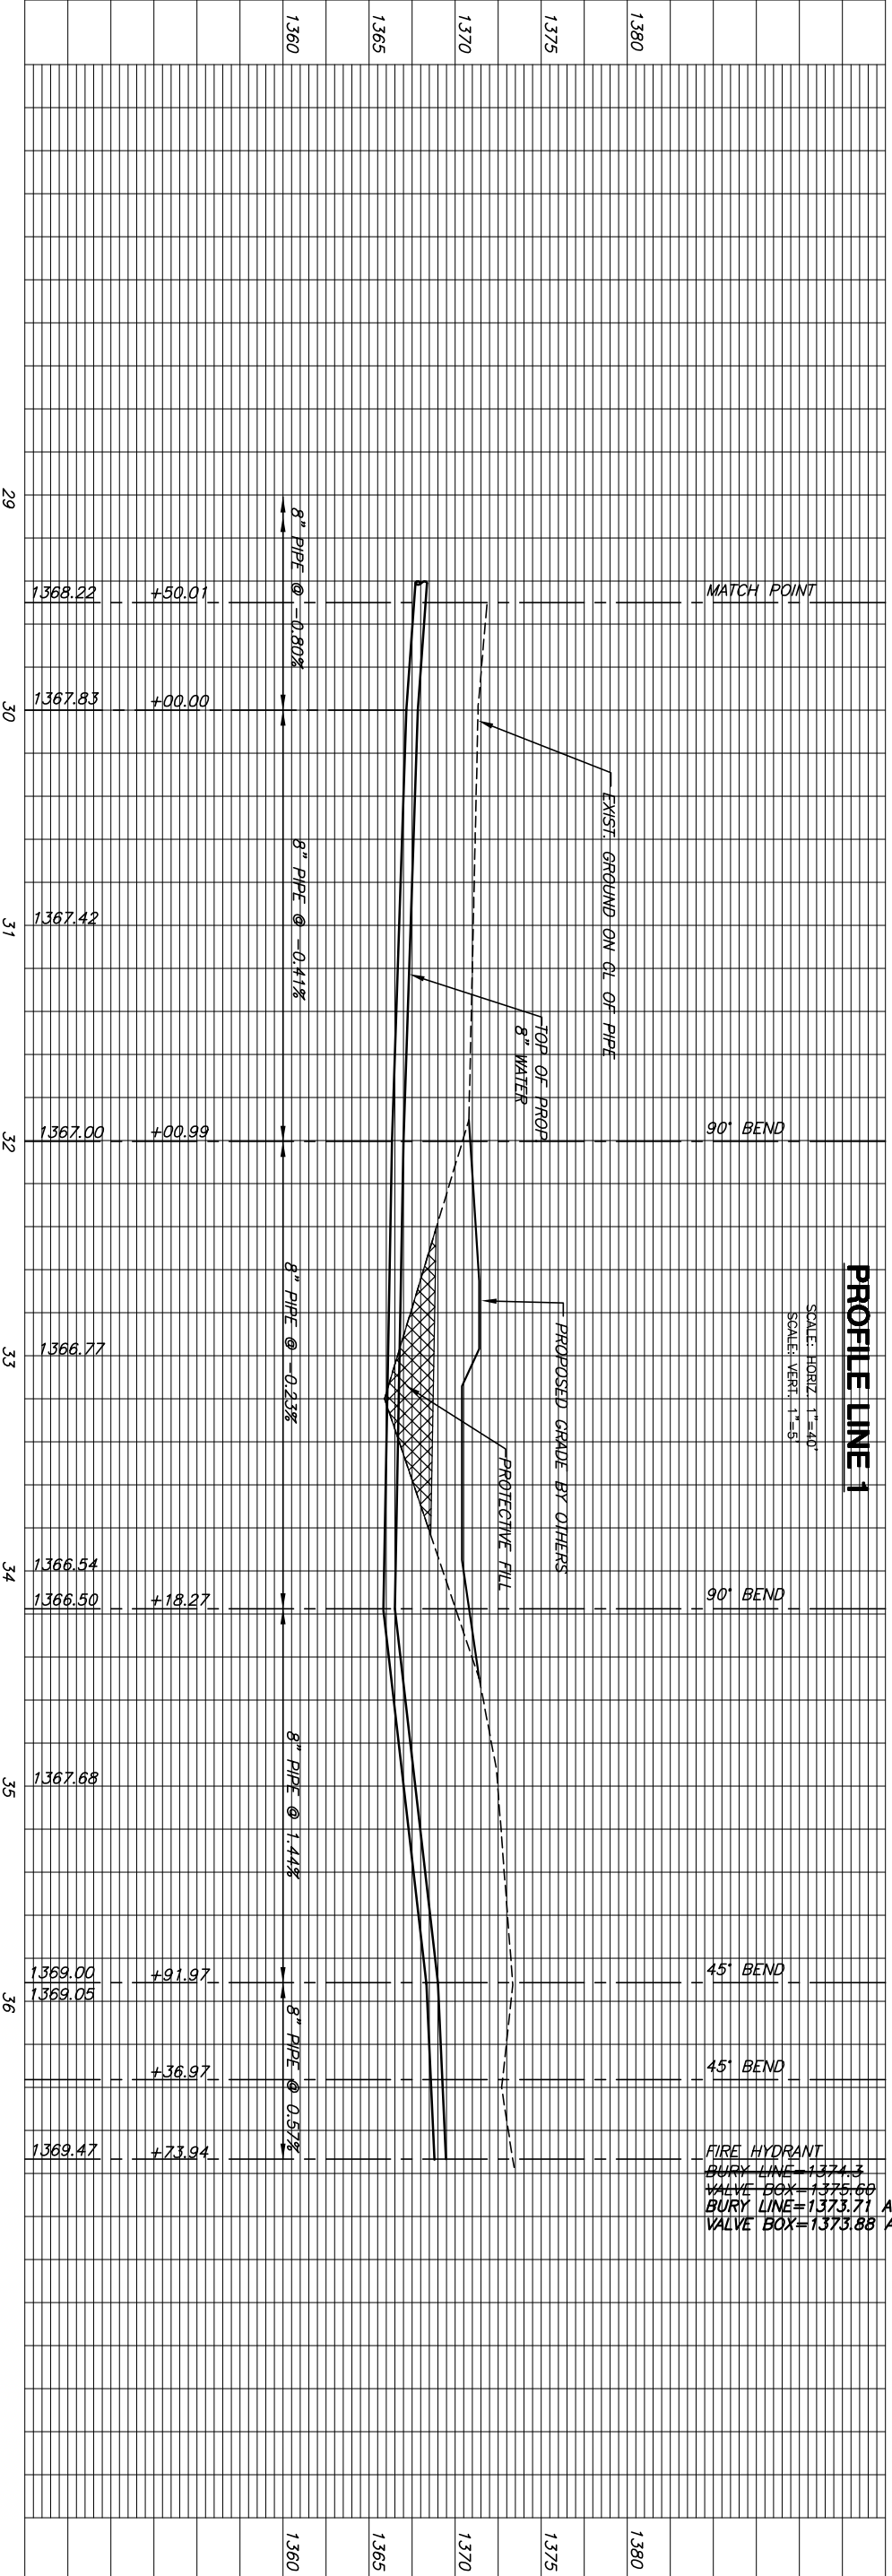 PROFILE LINE 1
SCALE: HORIZ. 1"=40'
SCALE: VERT. 1"=5'
1380
1375
1370
1365
1360
1380
1375
1370
1365
1360
MATCH POINT
90° BEND
90° BEND
45° BEND
45° BEND
FIRE HYDRANT
BURY LINE=1374.3
VALVE BOX=1375.60
BURY LINE=1373.71 A
VALVE BOX=1373.88 A
EXIST. GROUND ON CL OF PIPE
TOP OF PROP
8" WATER
PROPOSED GRADE BY OTHERS
PROTECTIVE FILL
8" PIPE @ -0.80%
8" PIPE @ -0.41%
8" PIPE @ -0.23%
8" PIPE @ 1.44%
8" PIPE @ 0.57%
1368.22 +50.01
1367.83 +00.00
1367.42
1367.00 +00.99
1366.77
1366.54
1366.50 +18.27
1367.68
1369.00 +91.97
1369.05
+36.97
1369.47 +73.94
29
30
31
32
33
34
35
36